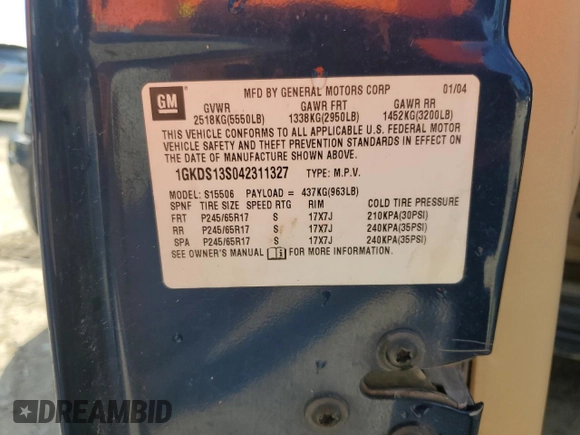 GM
MFD BY GENERAL MOTORS CORP 01/04
GVWR GAWR FRT GAWR RR
2518KG(5550LB) 1338KG(2950LB) 1452KG(3200LB)
THIS VEHICLE CONFORMS TO ALL APPLICABLE U.S. FEDERAL MOTOR
VEHICLE SAFETY AND THEFT PREVENTION STANDARDS IN EFFECT ON
THE DATE OF MANUFACTURE SHOWN ABOVE.
1GKDS13S042311327 TYPE: M.P.V.
MODEL: S15506 PAYLOAD = 437KG(963LB)
SPNF TIRE SIZE SPEED RTG RIM COLD TIRE PRESSURE
FRT P245/65R17 S 17X7J 210KPA(30PSI)
RR P245/65R17 S 17X7J 240KPA(35PSI)
SPA P245/65R17 S 17X7J 240KPA(35PSI)
SEE OWNER'S MANUAL FOR MORE INFORMATION.
DREAMBID